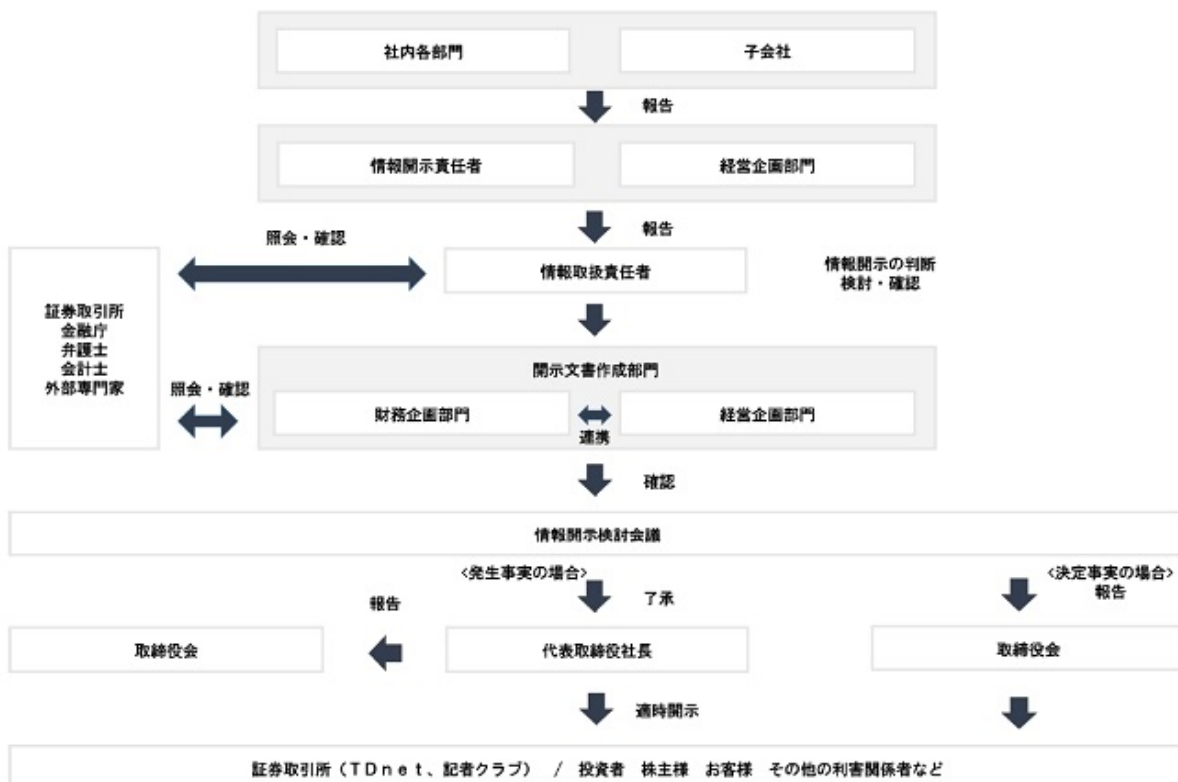 社内各部門
子会社
報告
情報開示責任者
経営企画部門
報告
照会・確認
情報取扱責任者
情報開示の判断
検討・確認
証券取引所
金融庁
弁護士
会計士
外部専門家
照会・確認
開示文書作成部門
財務企画部門
経営企画部門
連携
確認
情報開示検討会議
<発生事実の場合>
了承
<決定事実の場合>
報告
報告
取締役会
代表取締役社長
取締役会
適時開示
証券取引所（TDnet、記者クラブ） / 投資者 株主様 お客様 その他の利害関係者など